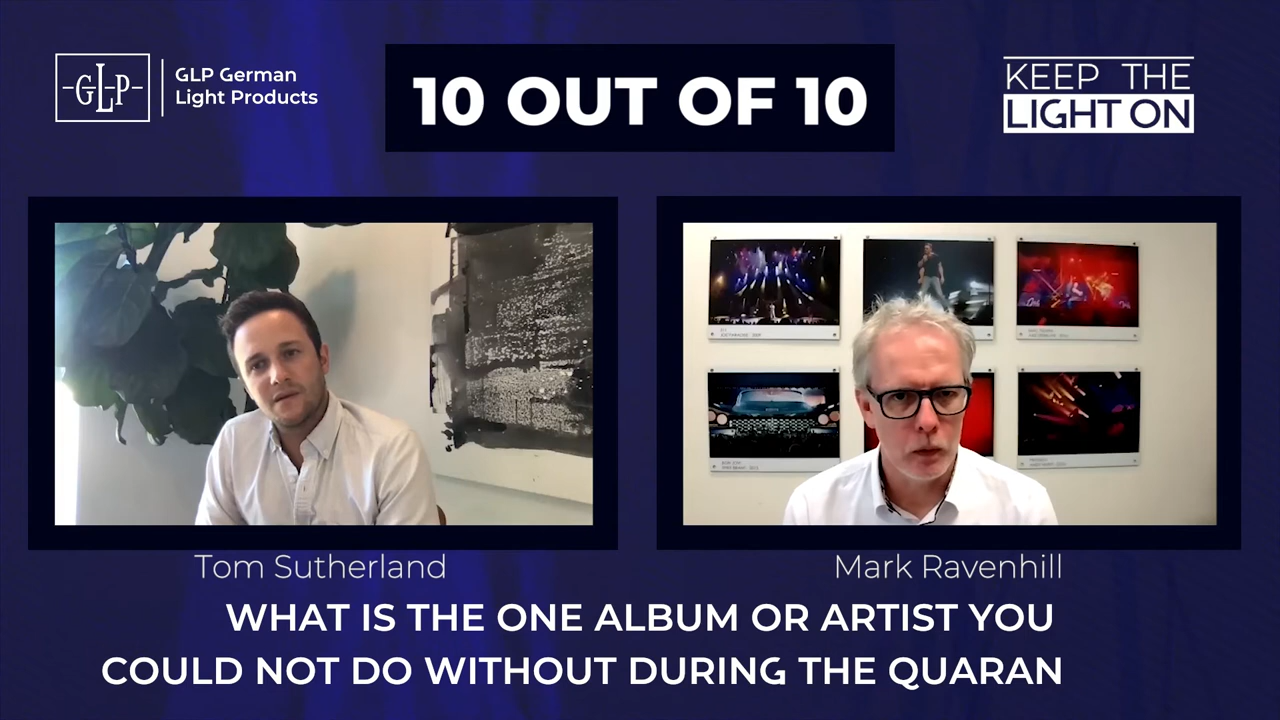 GLP
GLP German
Light Products
10 OUT OF 10
KEEP THE
LIGHT ON
Tom Sutherland
Mark Ravenhill
WHAT IS THE ONE ALBUM OR ARTIST YOU
COULD NOT DO WITHOUT DURING THE QUARAN